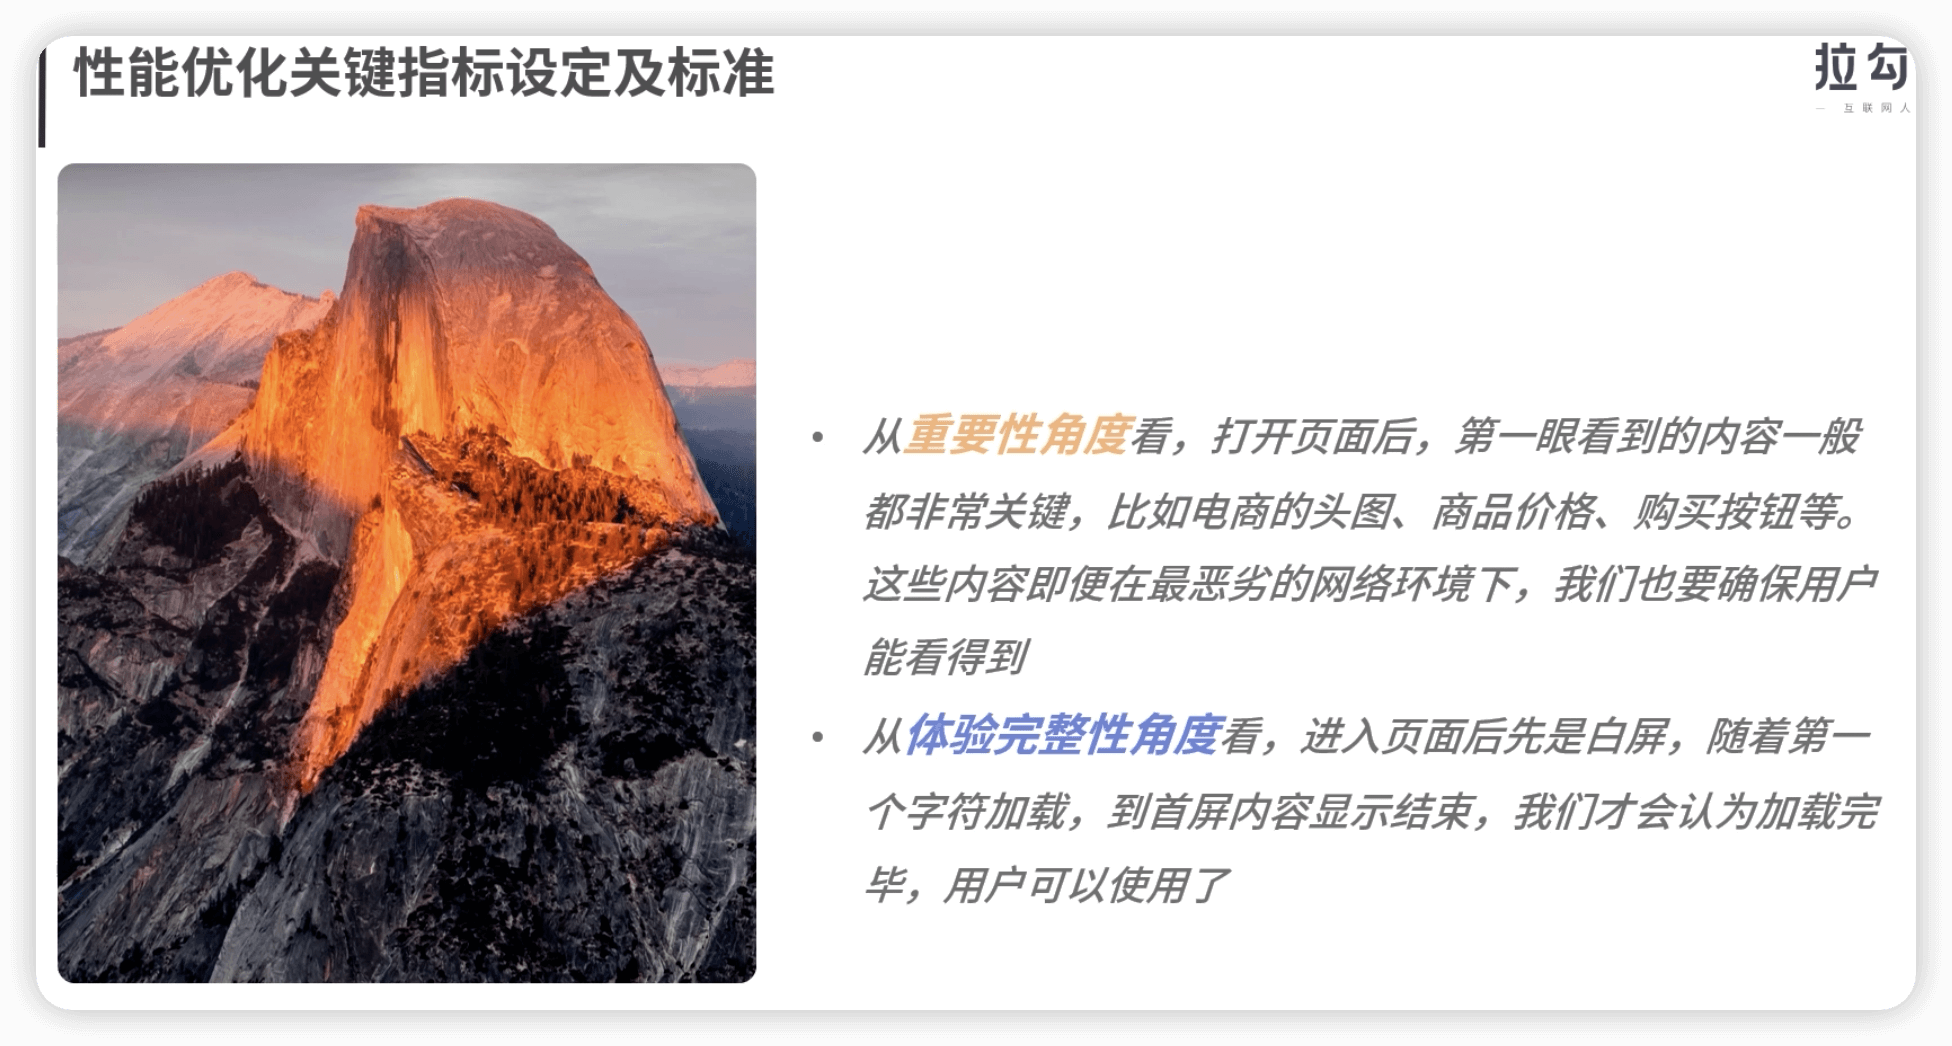 性能优化关键指标设定及标准
拉勾
— 互联网人
• 从重要性角度看，打开页面后，第一眼看到的内容一般
都非常关键，比如电商的头图、商品价格、购买按钮等。
这些内容即便在最恶劣的网络环境下，我们也要确保用户
能看得到
• 从体验完整性角度看，进入页面后先是白屏，随着第一
个字符加载，到首屏内容显示结束，我们才会认为加载完
毕，用户可以使用了